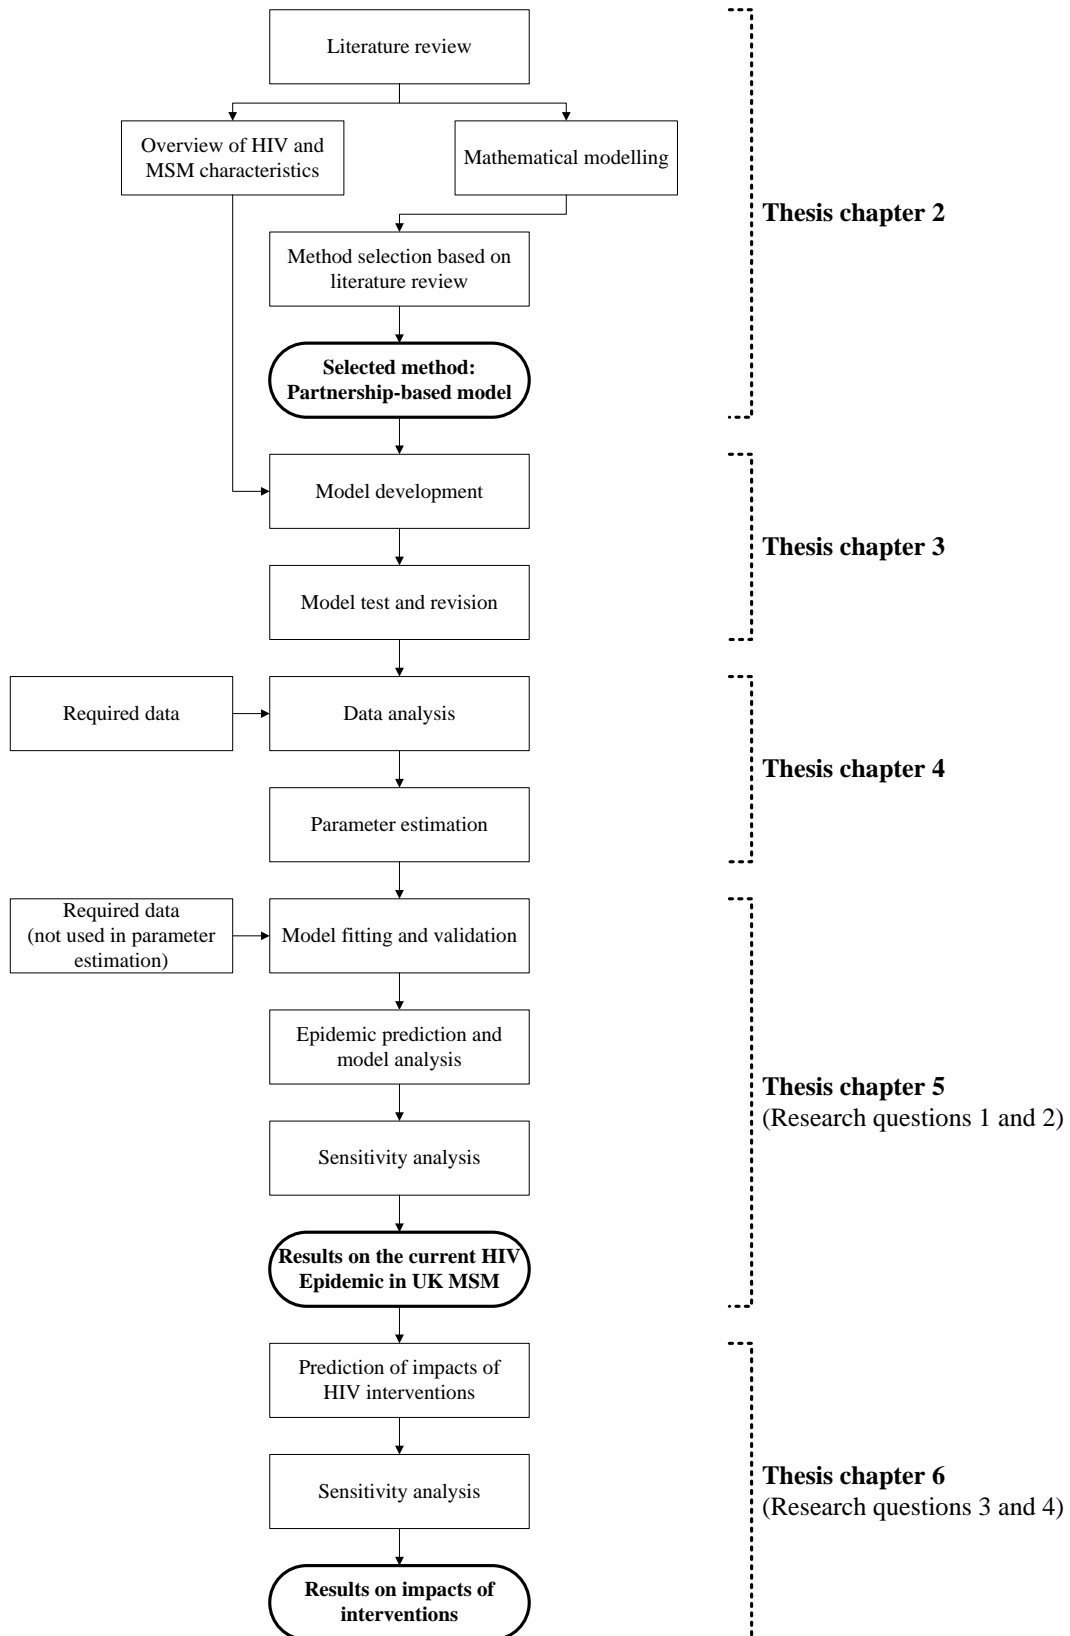 Literature review
Overview of HIV and
MSM characteristics
Mathematical modelling
Method selection based on
literature review
Selected method:
Partnership-based model
Thesis chapter 2
Model development
Model test and revision
Thesis chapter 3
Required data
Data analysis
Parameter estimation
Thesis chapter 4
Required data
(not used in parameter
estimation)
Model fitting and validation
Epidemic prediction and
model analysis
Sensitivity analysis
Results on the current HIV
Epidemic in UK MSM
Thesis chapter 5
(Research questions 1 and 2)
Prediction of impacts of
HIV interventions
Sensitivity analysis
Results on impacts of
interventions
Thesis chapter 6
(Research questions 3 and 4)